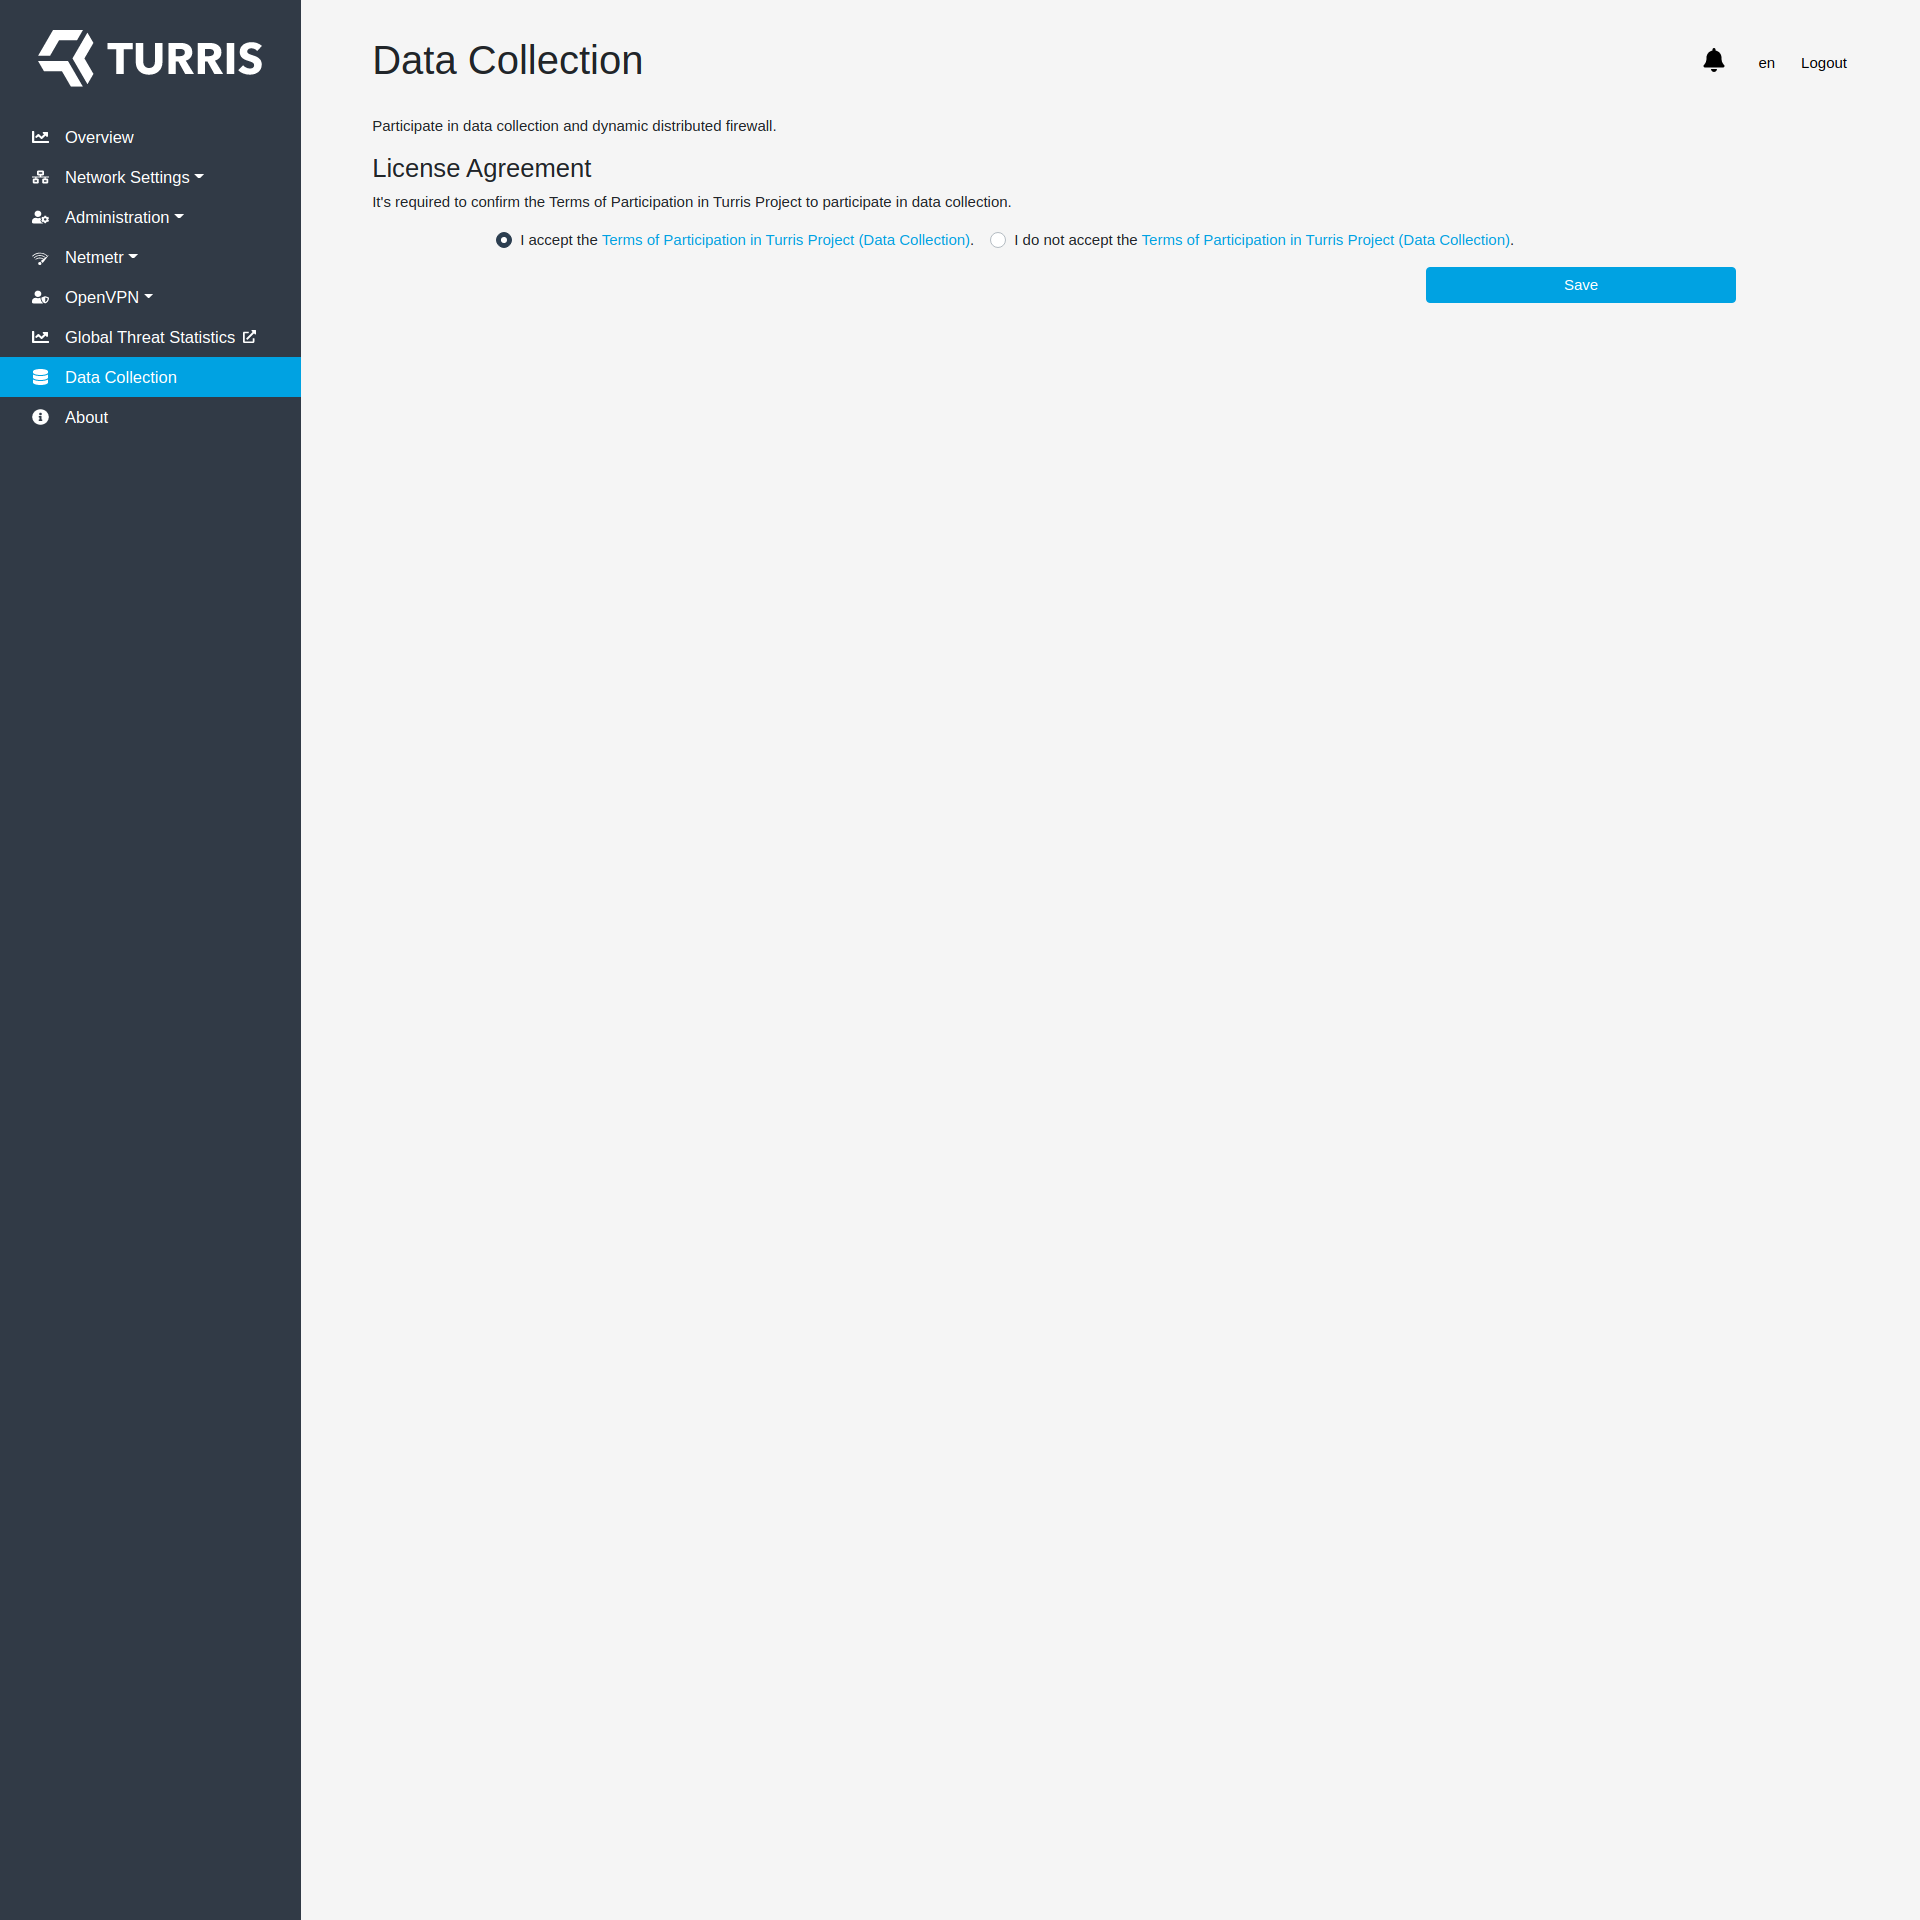 TURRIS
Overview
Network Settings
Administration
Netmetr
OpenVPN
Global Threat Statistics
Data Collection
About
Data Collection
en Logout
Participate in data collection and dynamic distributed firewall.
License Agreement
It's required to confirm the Terms of Participation in Turris Project to participate in data collection.
I accept the Terms of Participation in Turris Project (Data Collection). I do not accept the Terms of Participation in Turris Project (Data Collection).
Save